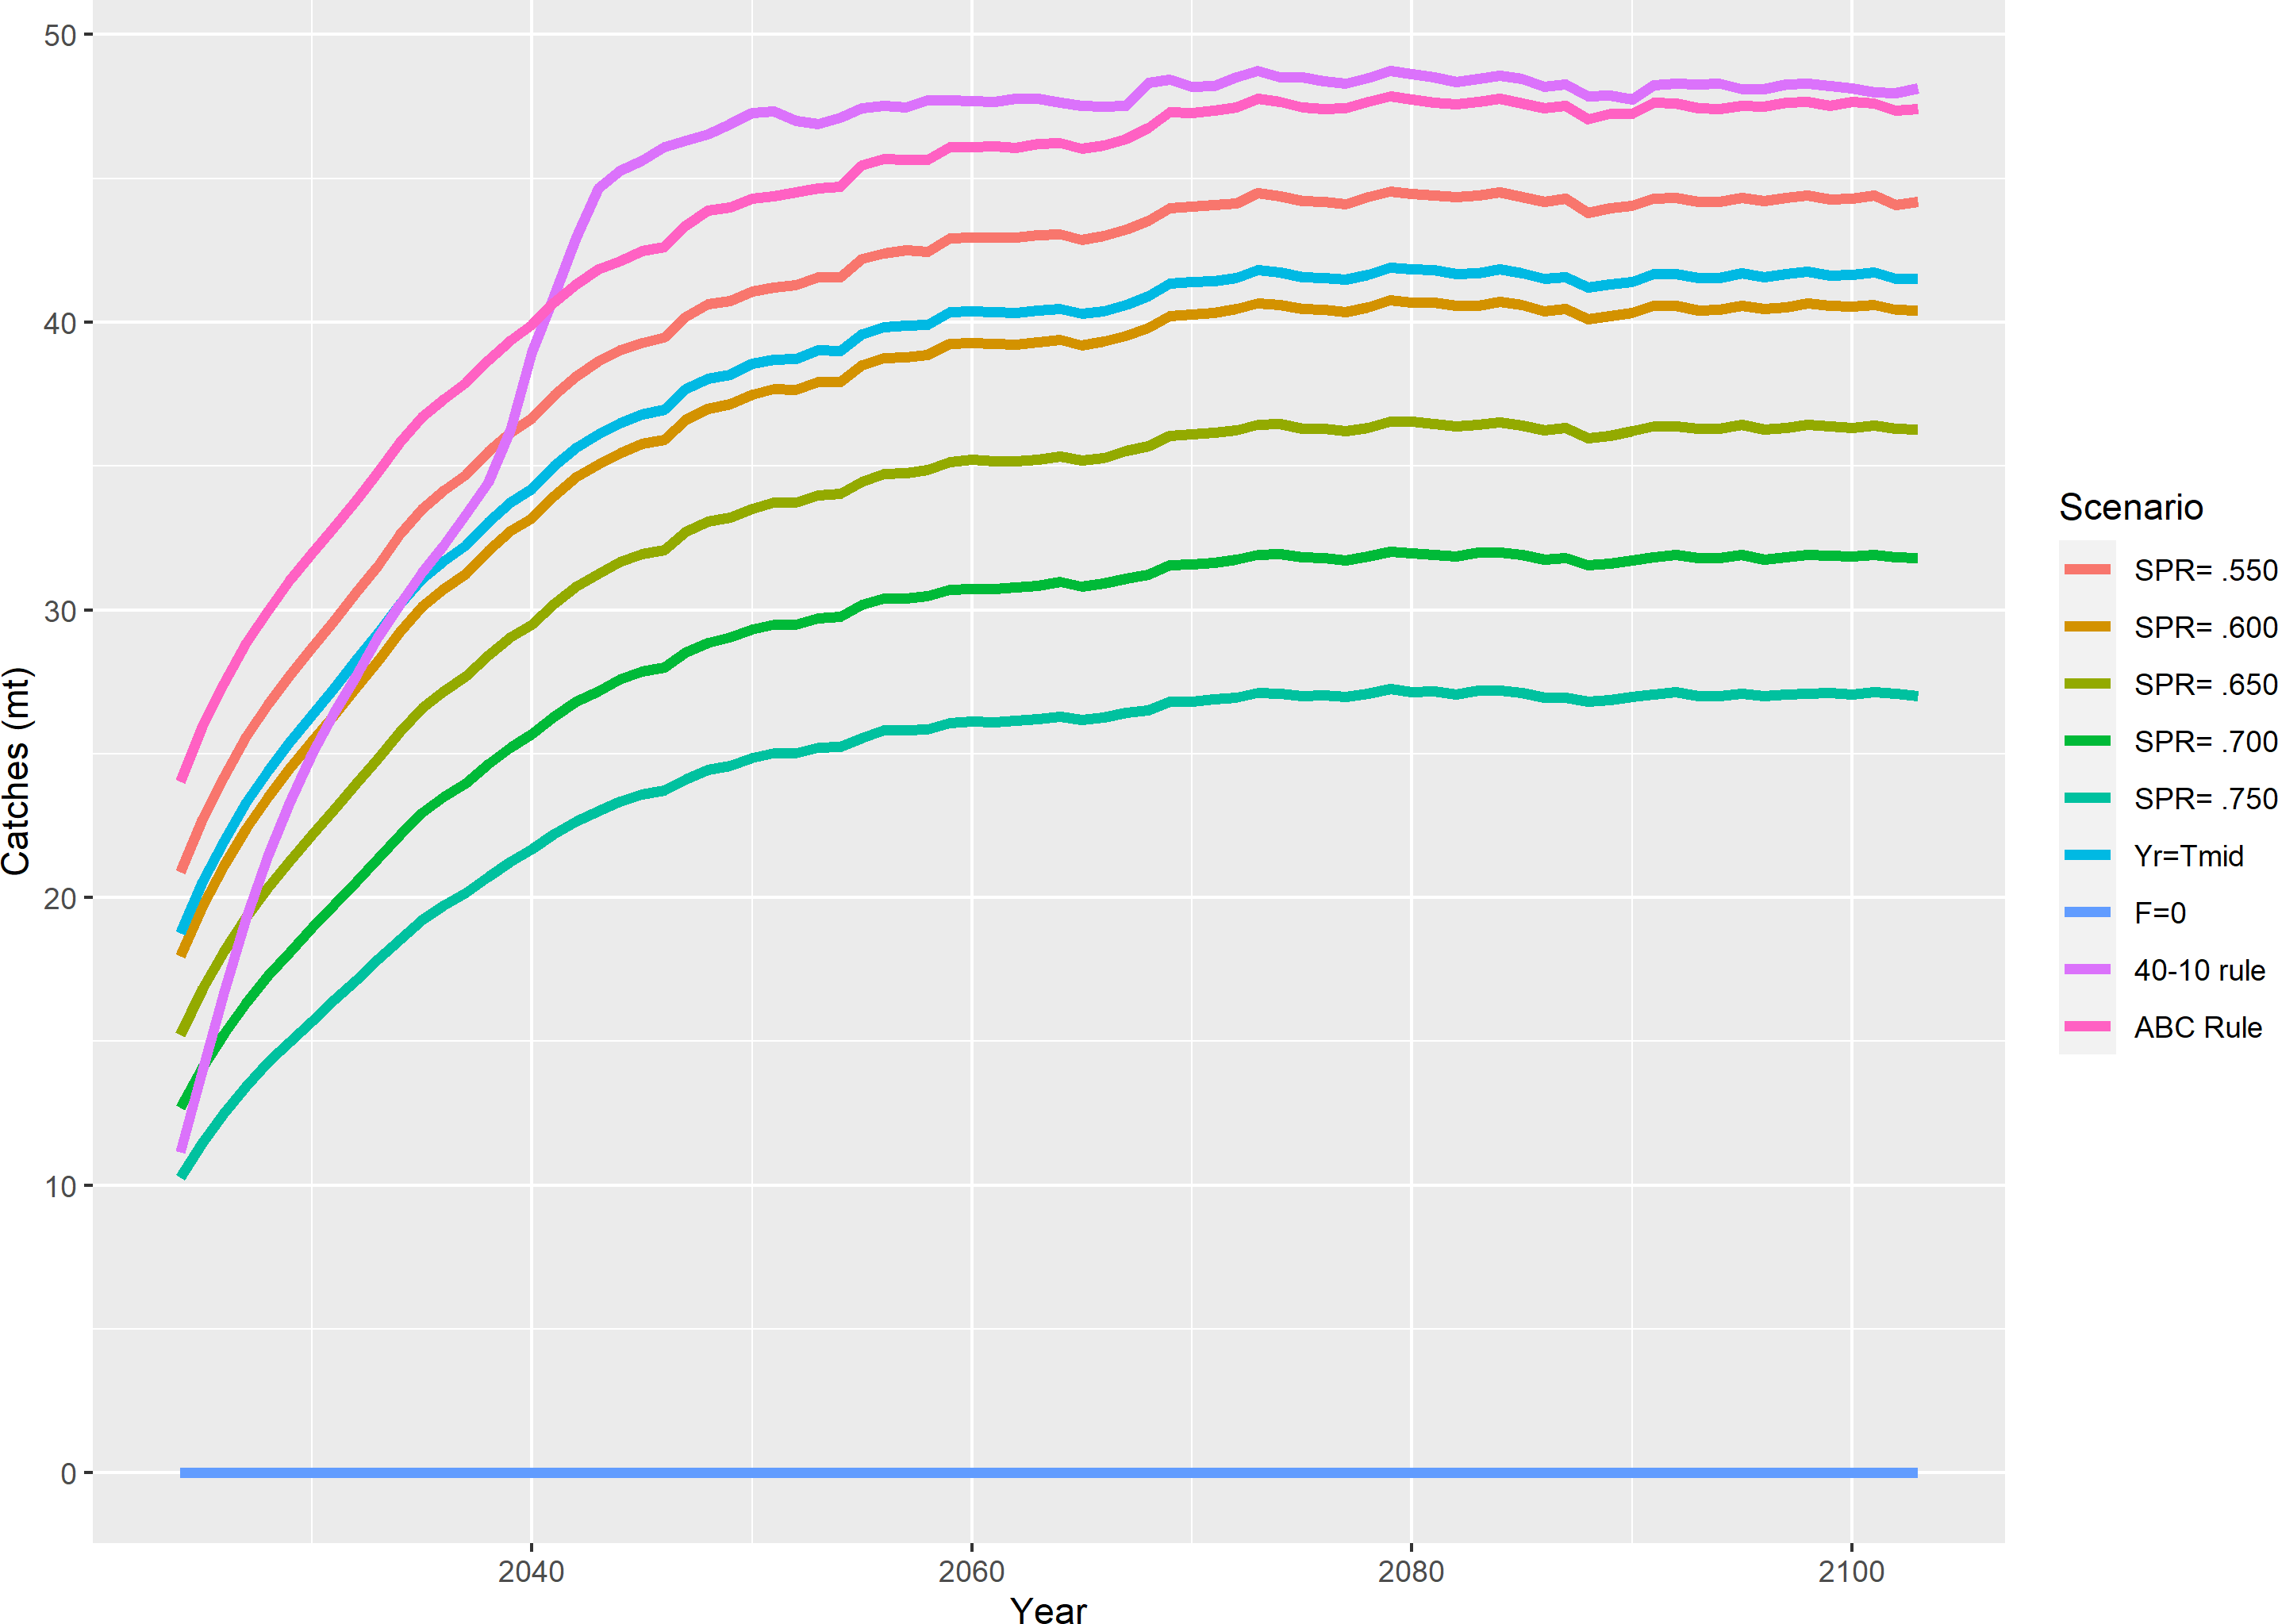 50
40
30
20
10
0
Catches (mt)
2040
2060
2080
2100
Year
Scenario
SPR= .550
SPR= .600
SPR= .650
SPR= .700
SPR= .750
Yr=Tmid
F=0
40-10 rule
ABC Rule